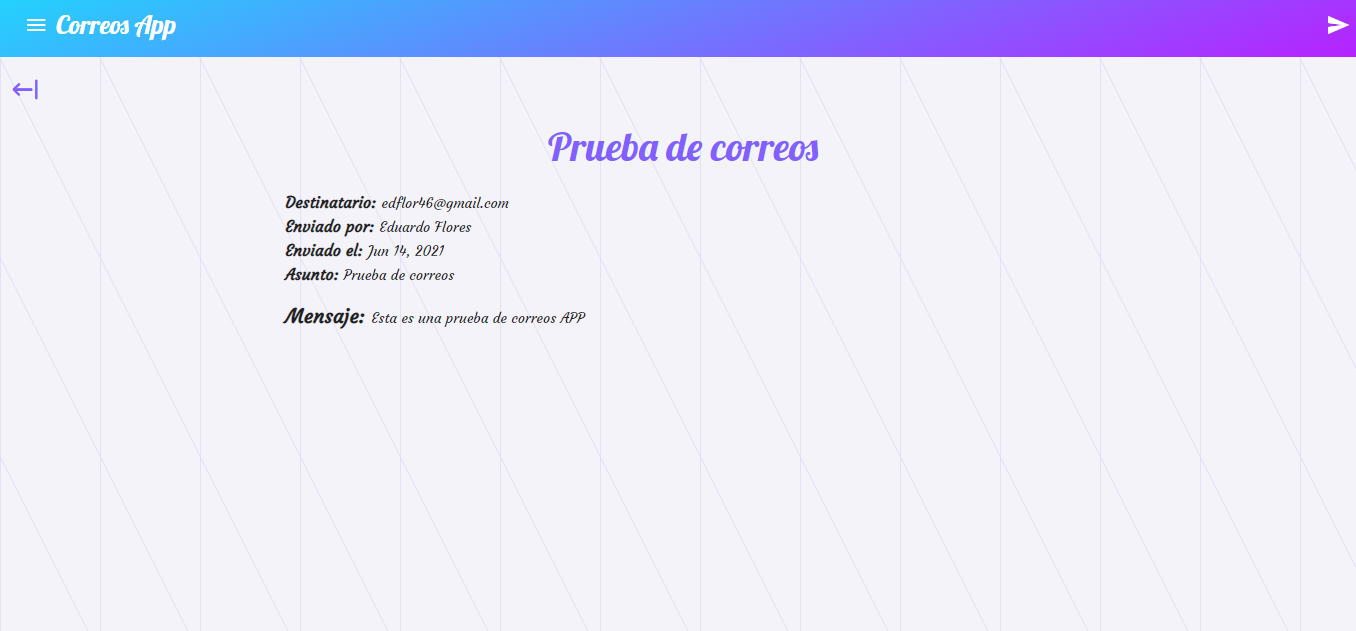 Correos App
Prueba de correos
Destinatario: edflor46@gmail.com
Enviado por: Eduardo Flores
Enviado el: Jun 14, 2021
Asunto: Prueba de correos
Mensaje: Esta es una prueba de correos APP